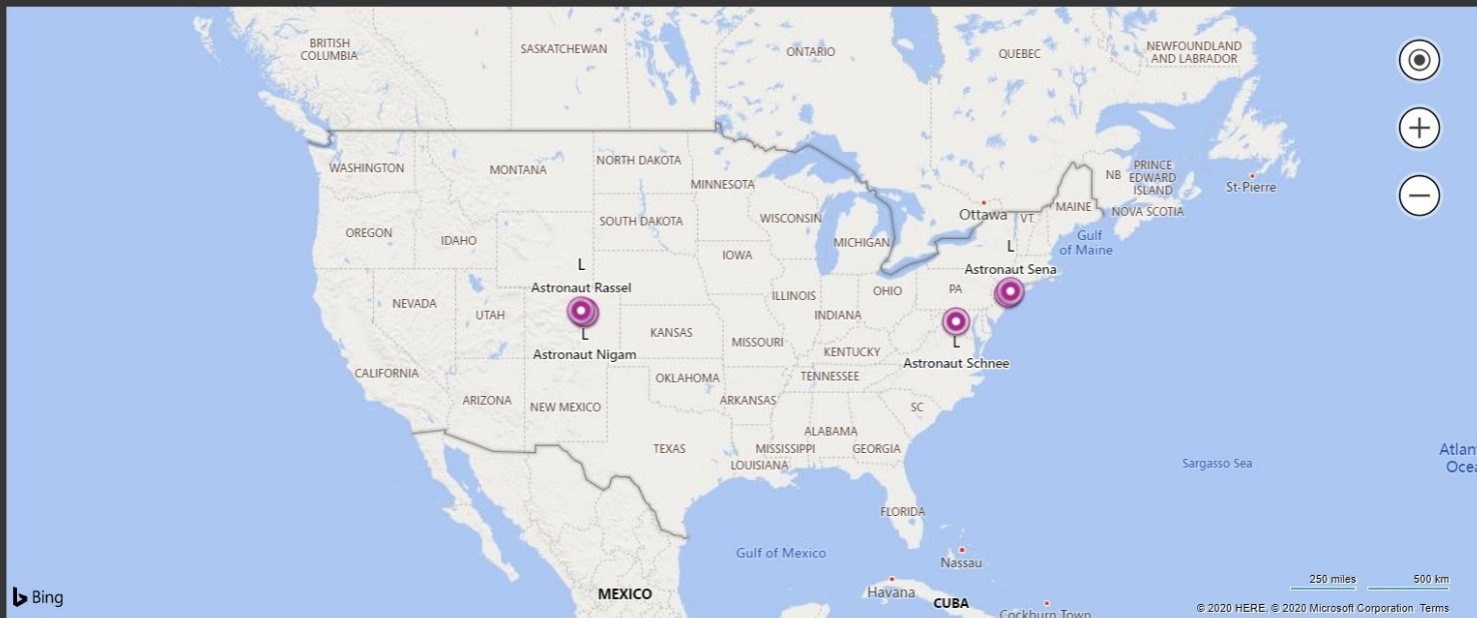 BRITISH
COLUMBIA
SASKATCHEWAN
ONTARIO
QUEBEC
NEWFOUNDLAND
AND LABRADOR
WASHINGTON
MONTANA
NORTH DAKOTA
MINNESOTA
NB
PRINCE
EDWARD
ISLAND
St-Pierre
OREGON
IDAHO
SOUTH DAKOTA
WISCONSIN
MICHIGAN
Ottawa
VT
MAINE
NOVA SCOTIA
Gulf
of Maine
IOWA
L
L
Astronaut Rassel
Astronaut Sena
NEVADA
UTAH
ILLINOIS
INDIANA
OHIO
PA
KANSAS
MISSOURI
KENTUCKY
L
Astronaut Nigam
L
Astronaut Schnee
CALIFORNIA
ARIZONA
NEW MEXICO
OKLAHOMA
ARKANSAS
TENNESSEE
SC
TEXAS
LOUISIANA
MISSISSIPPI
ALABAMA
GEORGIA
Sargasso Sea
Atlan
Ocea
FLORIDA
Gulf of Mexico
Nassau
MEXICO
Havana
CUBA
Cockburn Town
Bing
250 miles
500 km
© 2020 HERE, © 2020 Microsoft Corporation Terms